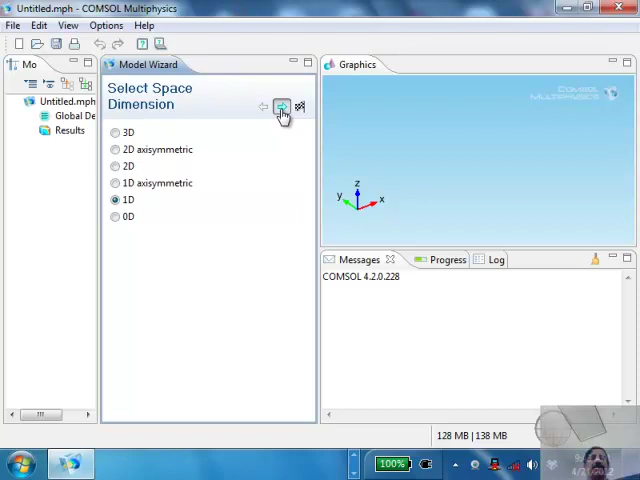 Untitled.mph - COMSOL Multiphysics
File Edit View Options Help
Mo
Model Wizard
Graphics
Select Space
Dimension
COMSOL
MULTIPHYSICS
Untitled.mph
Global De
Results
3D
2D axisymmetric
2D
1D axisymmetric
1D
0D
z
y
x
Messages
Progress
Log
COMSOL 4.2.0.228
128 MB | 138 MB
100%